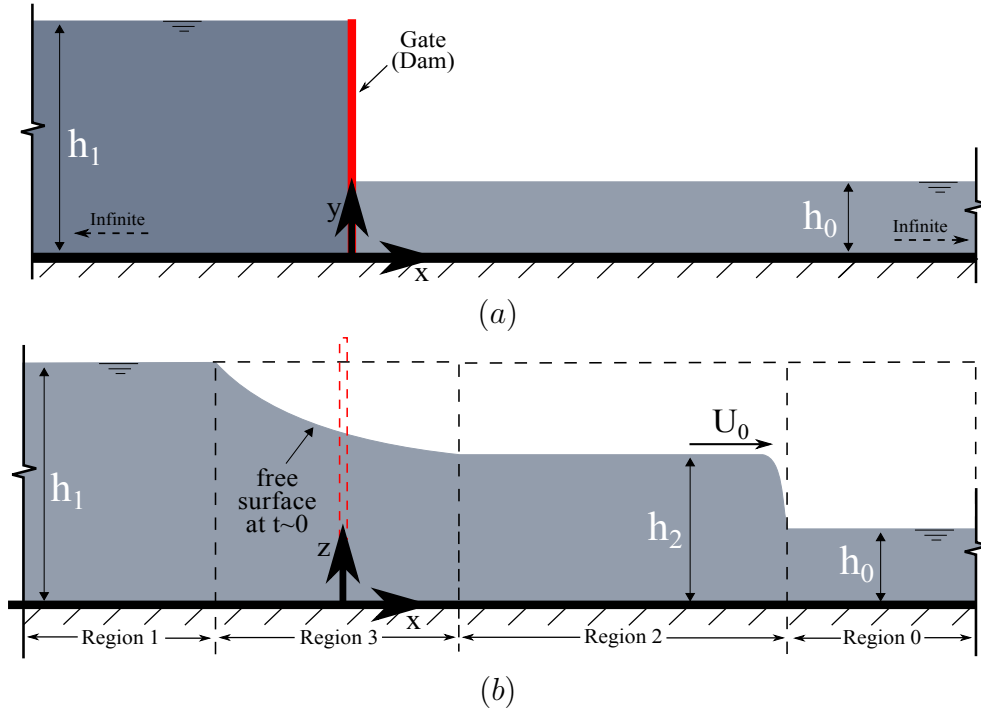 Gate
(Dam)
h₁
y
h₀
Infinite
Infinite
x
(a)
U₀
h₁
free
surface
at t~0
h₂
z
h₀
x
Region 1
Region 3
Region 2
Region 0
(b)